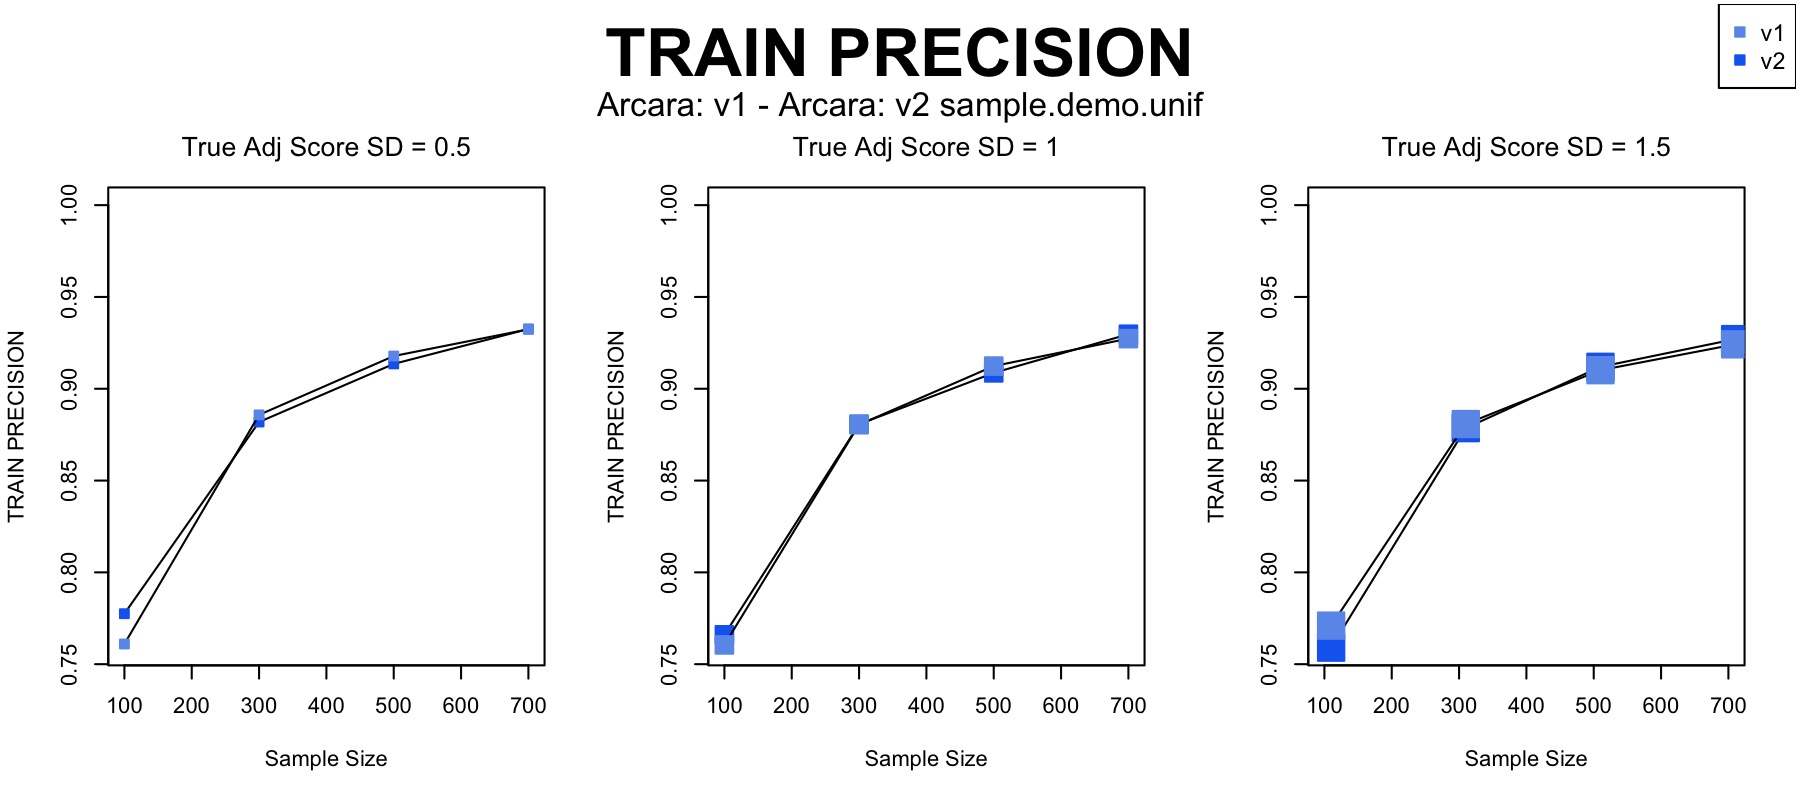 TRAIN PRECISION
Arcara: v1 - Arcara: v2 sample.demo.unif
v1
v2
True Adj Score SD = 0.5
TRAIN PRECISION
1.00
0.95
0.90
0.85
0.80
0.75
100 200 300 400 500 600 700
Sample Size
True Adj Score SD = 1
TRAIN PRECISION
1.00
0.95
0.90
0.85
0.80
0.75
100 200 300 400 500 600 700
Sample Size
True Adj Score SD = 1.5
TRAIN PRECISION
1.00
0.95
0.90
0.85
0.80
0.75
100 200 300 400 500 600 700
Sample Size